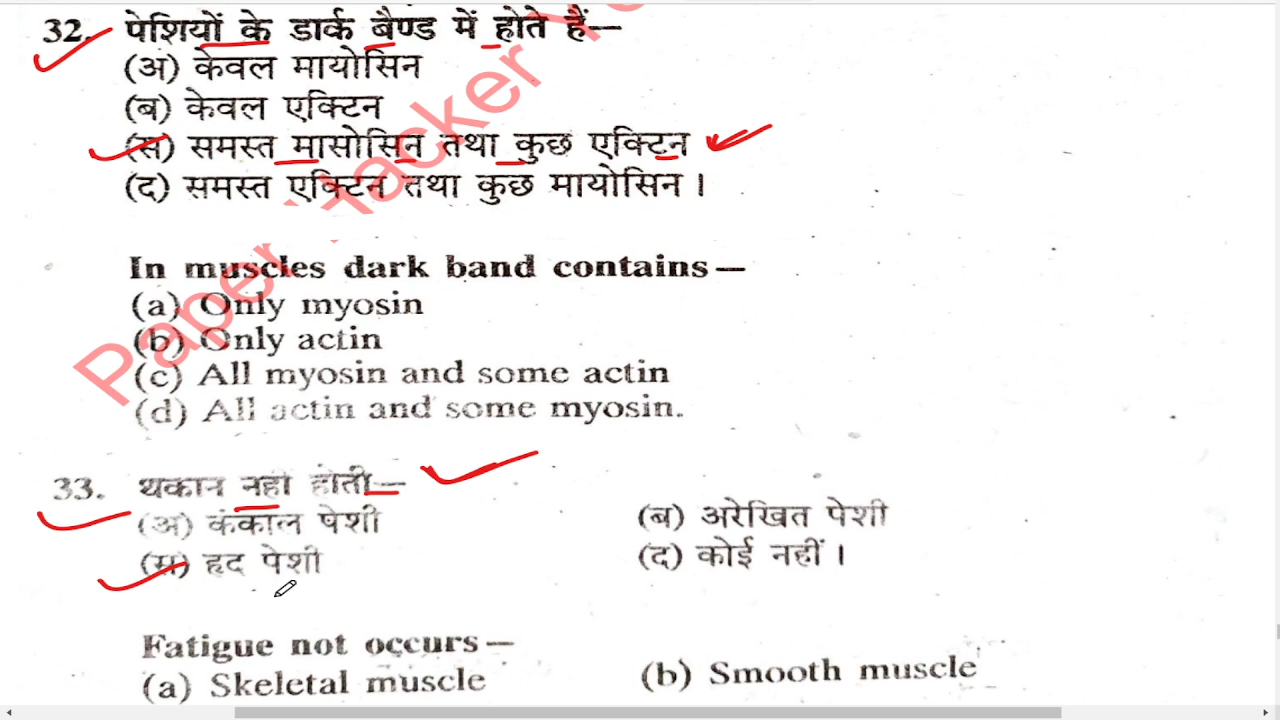 32. पेशियों के डार्क बैण्ड में होते हैं—
(अ) केवल मायोसिन
(ब) केवल एक्टिन
(स) समस्त मासोसिन तथा कुछ एक्टिन
(द) समस्त एक्टिन तथा कुछ मायोसिन ।
In muscles dark band contains—
(a) Only myosin
(b) Only actin
(c) All myosin and some actin
(d) All actin and some myosin.
33. थकान नही होती—
(अ) कंकाल पेशी (ब) अरेखित पेशी
(स) हृद पेशी (द) कोई नहीं ।
Fatigue not occurs—
(a) Skeletal muscle (b) Smooth muscle
Paper Hacker